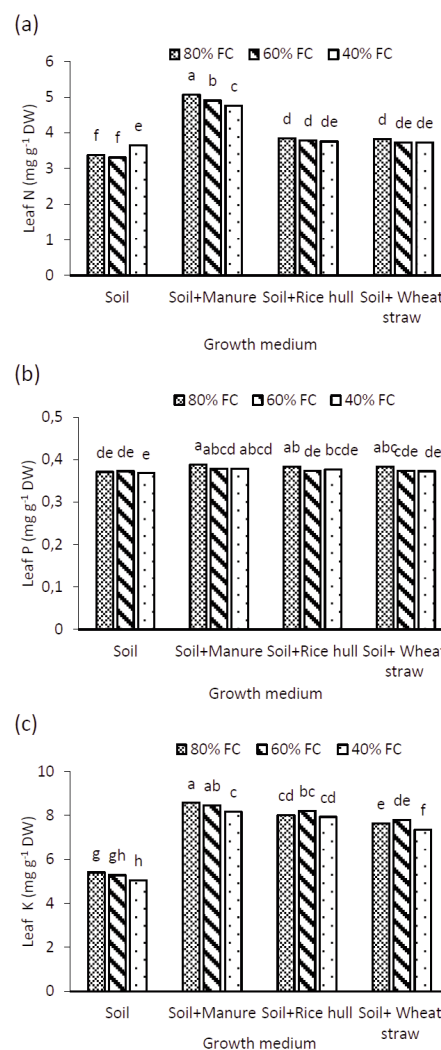 (a)
80% FC 60% FC 40% FC
6
5
4
3
2
1
0
Leaf N (mg g⁻¹ DW)
f f e a b c d d de d de de
Soil Soil+Manure Soil+Rice hull Soil+ Wheat
straw
Growth medium
(b)
80% FC 60% FC 40% FC
0,5
0,4
0,3
0,2
0,1
0
Leaf P (mg g⁻¹ DW)
de de e a abcd abcd ab de bcde abc cde de
Soil Soil+Manure Soil+Rice hull Soil+ Wheat
straw
Growth medium
(c)
80% FC 60% FC 40% FC
10
8
6
4
2
0
Leaf K (mg g⁻¹ DW)
g gh h a ab c cd bc cd e de f
Soil Soil+Manure Soil+Rice hull Soil+ Wheat
straw
Growth medium